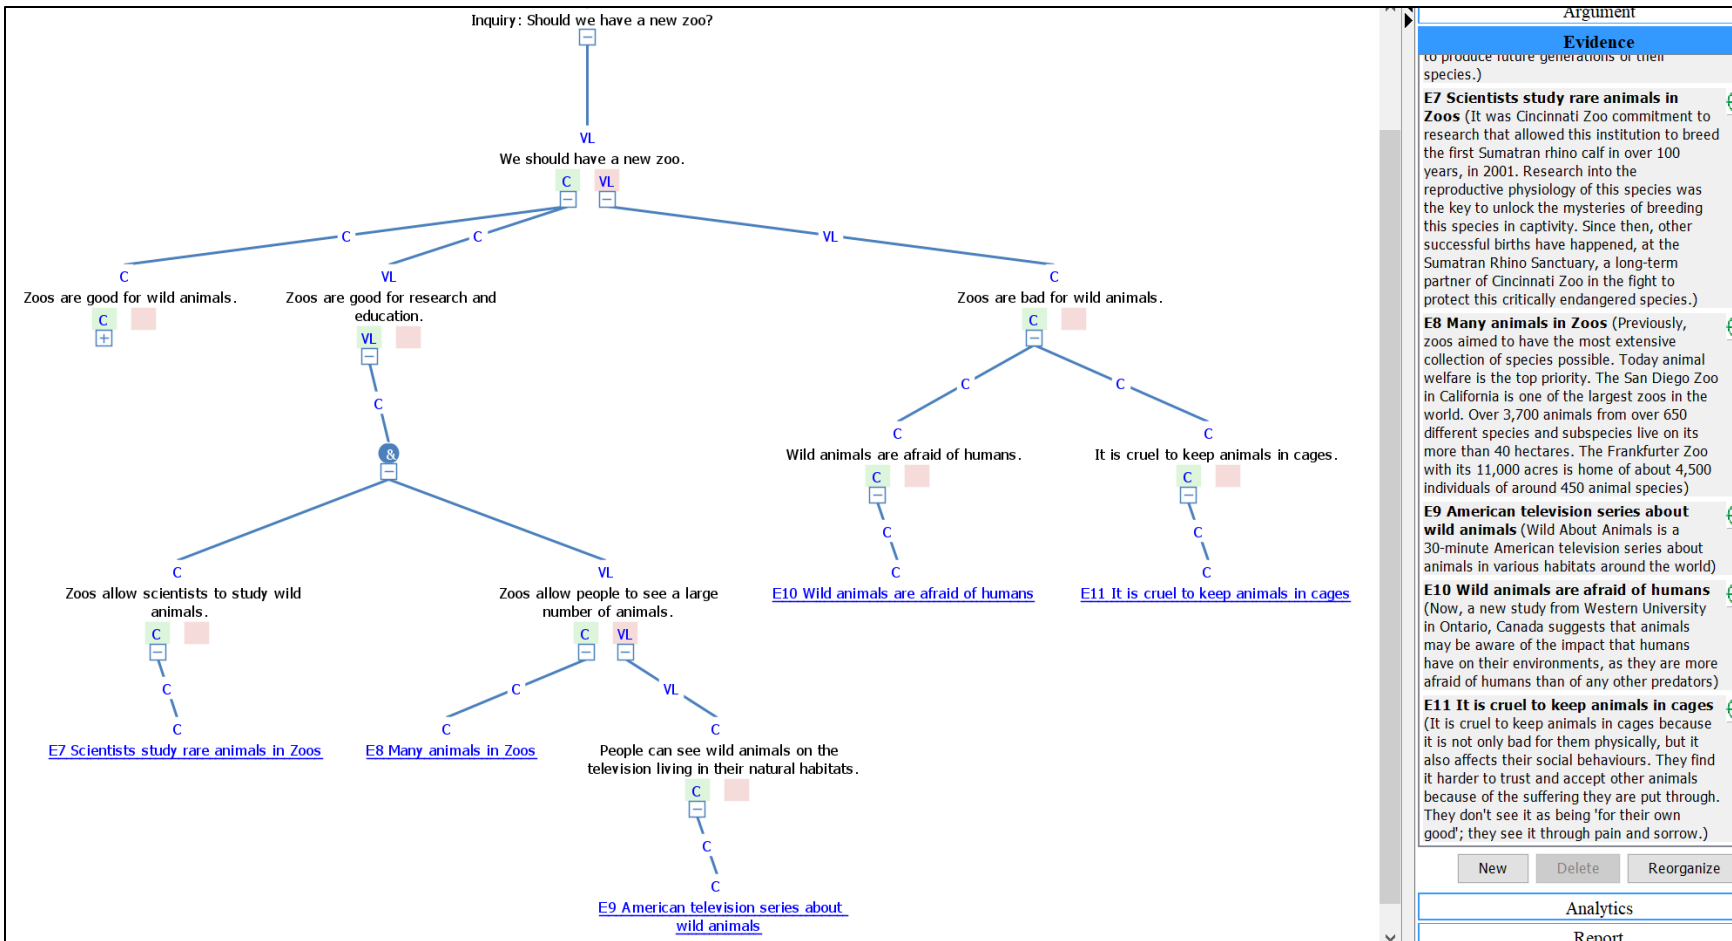 Inquiry: Should we have a new zoo?
VL
We should have a new zoo.
C VL
C C VL
C VL C
Zoos are good for wild animals.
Zoos are good for research and
education.
Zoos are bad for wild animals.
C
VL
C
C
C C
&
C C
Wild animals are afraid of humans.
It is cruel to keep animals in cages.
C C
C C
C C
E10 Wild animals are afraid of humans
E11 It is cruel to keep animals in cages
C VL
Zoos allow scientists to study wild
animals.
Zoos allow people to see a large
number of animals.
C
C VL
C C VL
C C C
E7 Scientists study rare animals in Zoos
E8 Many animals in Zoos
People can see wild animals on the
television living in their natural habitats.
C
C
C
E9 American television series about
wild animals
Argument
Evidence
to produce future generations of their
species.)
E7 Scientists study rare animals in
Zoos (It was Cincinnati Zoo commitment to
research that allowed this institution to breed
the first Sumatran rhino calf in over 100
years, in 2001. Research into the
reproductive physiology of this species was
the key to unlock the mysteries of breeding
this species in captivity. Since then, other
successful births have happened, at the
Sumatran Rhino Sanctuary, a long-term
partner of Cincinnati Zoo in the fight to
protect this critically endangered species.)
E8 Many animals in Zoos (Previously,
zoos aimed to have the most extensive
collection of species possible. Today animal
welfare is the top priority. The San Diego Zoo
in California is one of the largest zoos in the
world. Over 3,700 animals from over 650
different species and subspecies live on its
more than 40 hectares. The Frankfurter Zoo
with its 11,000 acres is home of about 4,500
individuals of around 450 animal species)
E9 American television series about
wild animals (Wild About Animals is a
30-minute American television series about
animals in various habitats around the world)
E10 Wild animals are afraid of humans
(Now, a new study from Western University
in Ontario, Canada suggests that animals
may be aware of the impact that humans
have on their environments, as they are more
afraid of humans than of any other predators)
E11 It is cruel to keep animals in cages
(It is cruel to keep animals in cages because
it is not only bad for them physically, but it
also affects their social behaviours. They find
it harder to trust and accept other animals
because of the suffering they are put through.
They don't see it as being 'for their own
good'; they see it through pain and sorrow.)
New Delete Reorganize
Analytics
Report